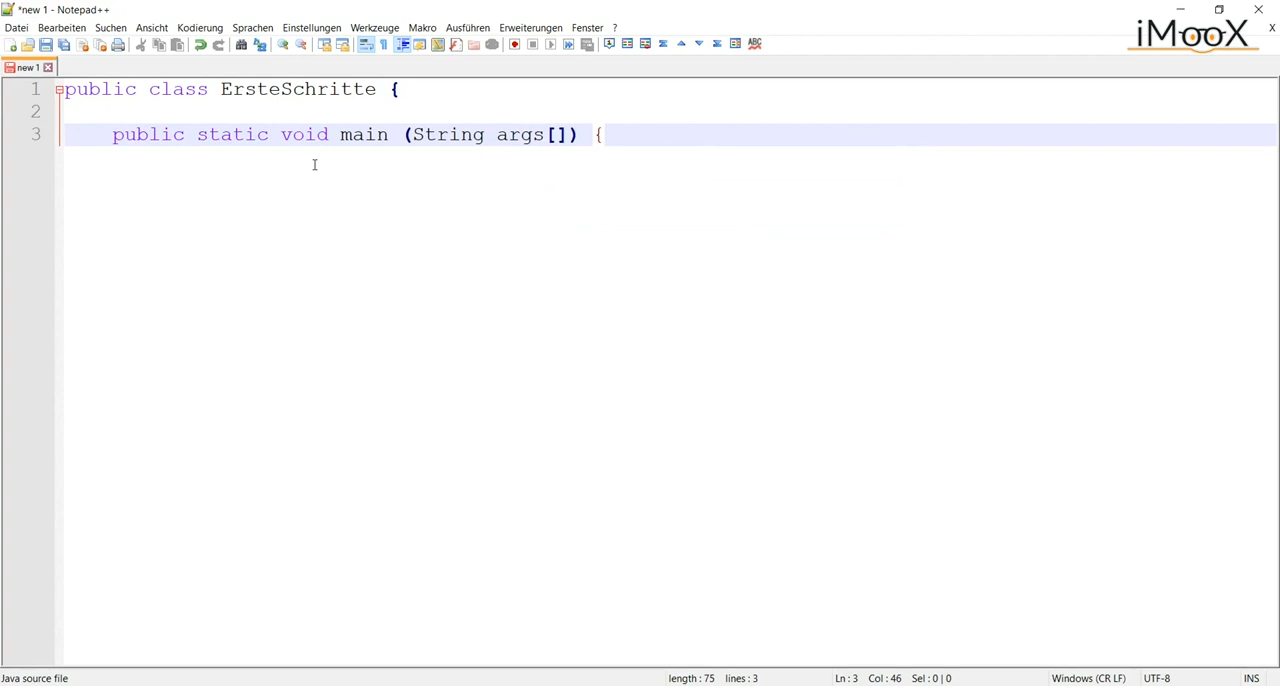 *new 1 - Notepad++
Datei Bearbeiten Suchen Ansicht Kodierung Sprachen Einstellungen Werkzeuge Makro Ausführen Erweiterungen Fenster ? X
iMooX
ABC
new 1
1 public class ErsteSchritte {
2
3 public static void main (String args[]) {
Java source file length : 75 lines : 3 Ln : 3 Col : 46 Sel : 0 | 0 Windows (CR LF) UTF-8 INS